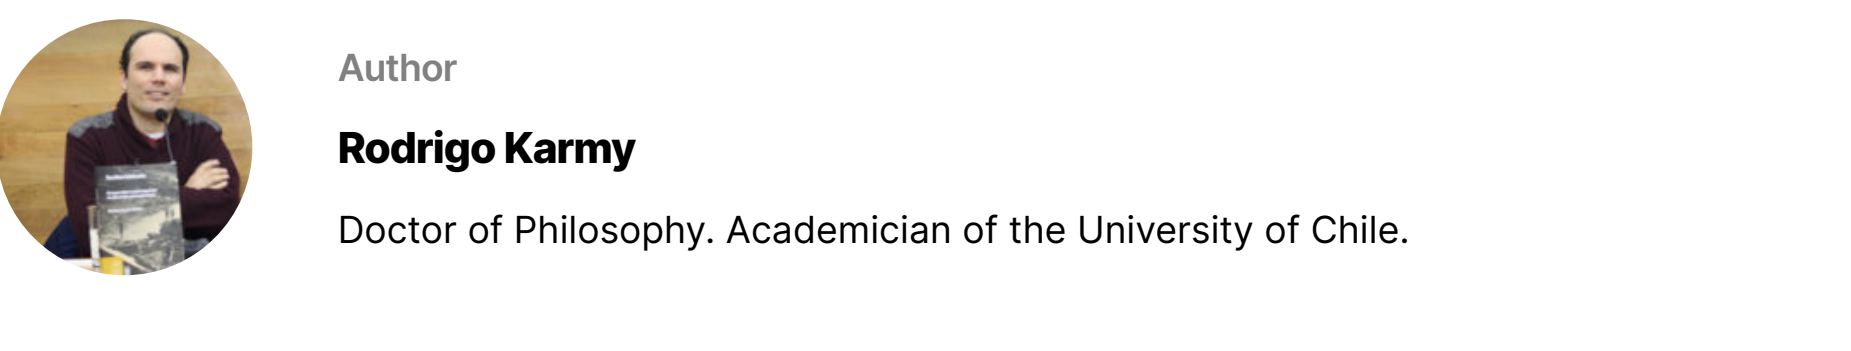 Author
Rodrigo Karmy
Doctor of Philosophy. Academician of the University of Chile.